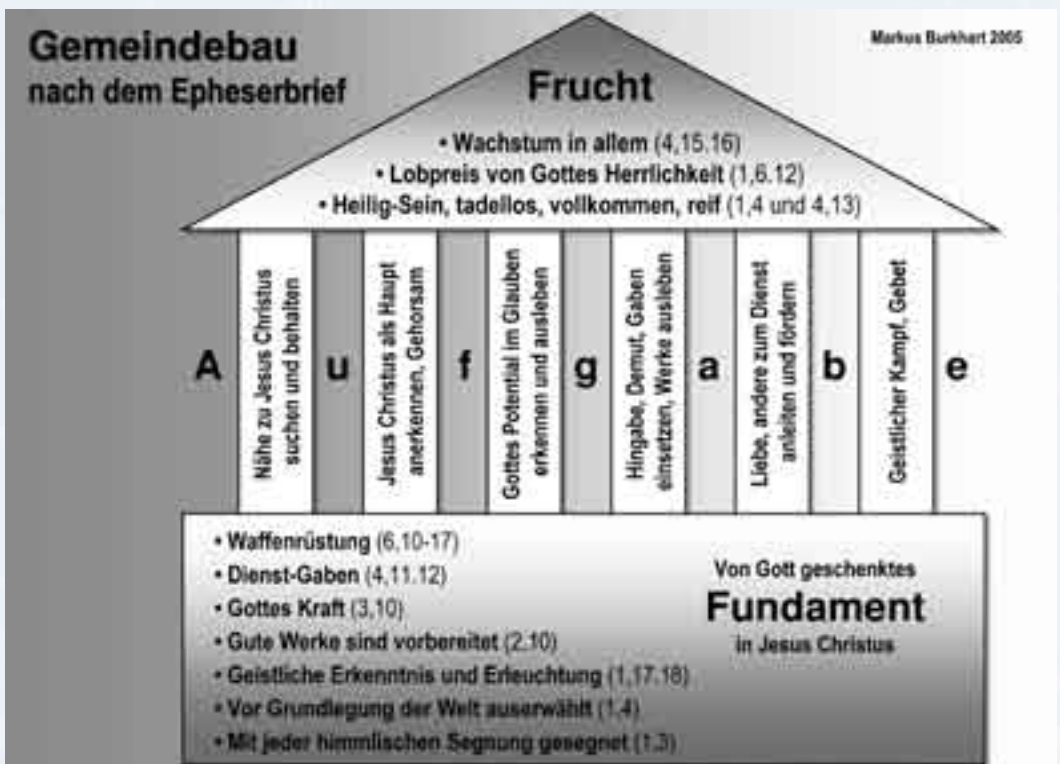 Gemeindebau
nach dem Epheserbrief
Markus Burkhart 2005
Frucht
• Wachstum in allem (4,15.16)
• Lobpreis von Gottes Herrlichkeit (1,6.12)
• Heilig-Sein, tadellos, vollkommen, reif (1,4 und 4,13)
A
Nähe zu Jesus Christus
suchen und behalten
u
Jesus Christus als Haupt
anerkennen, Gehorsam
f
Gottes Potential im Glauben
erkennen und ausleben
g
Hingabe, Demut, Gaben
einsetzen, Werke ausleben
a
Liebe, andere zum Dienst
anleiten und fördern
b
Geistlicher Kampf, Gebet
e
• Waffenrüstung (6,10-17)
• Dienst-Gaben (4,11.12)
• Gottes Kraft (3,10)
• Gute Werke sind vorbereitet (2,10)
• Geistliche Erkenntnis und Erleuchtung (1,17.18)
• Vor Grundlegung der Welt auserwählt (1,4)
• Mit jeder himmlischen Segnung gesegnet (1,3)
Von Gott geschenktes
Fundament
in Jesus Christus